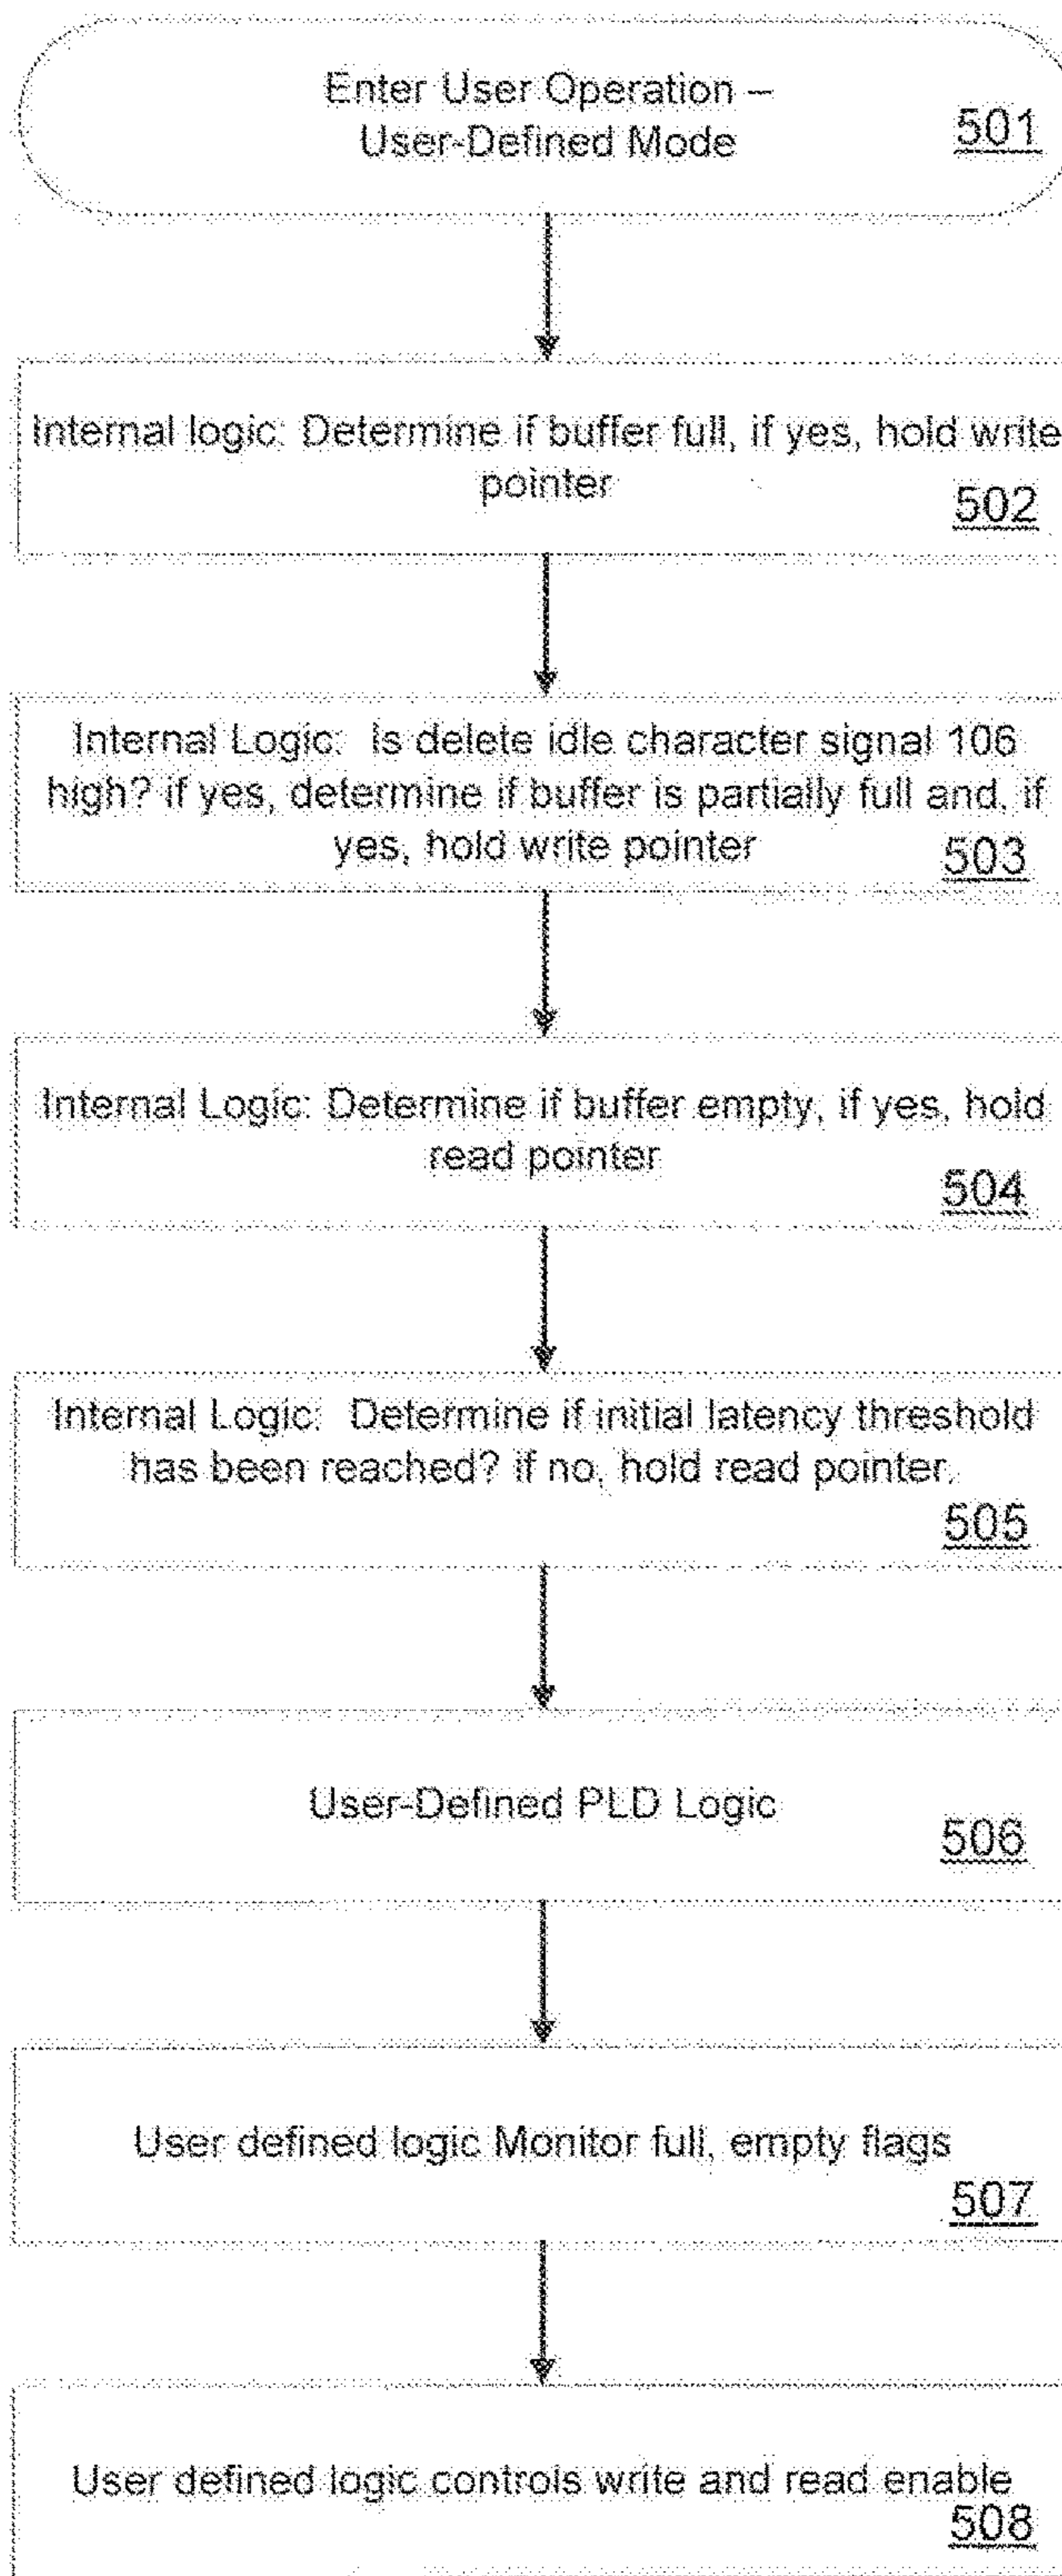 Enter User Operation –
User-Defined Mode
501
Internal logic: Determine if buffer full, if yes, hold write
pointer
502
Internal Logic: Is delete idle character signal 106
high? if yes, determine if buffer is partially full and, if
yes, hold write pointer
503
Internal Logic: Determine if buffer empty, if yes, hold
read pointer
504
Internal Logic: Determine if initial latency threshold
has been reached? if no, hold read pointer.
505
User-Defined PLD Logic
506
User defined logic Monitor full, empty flags
507
User defined logic controls write and read enable
508